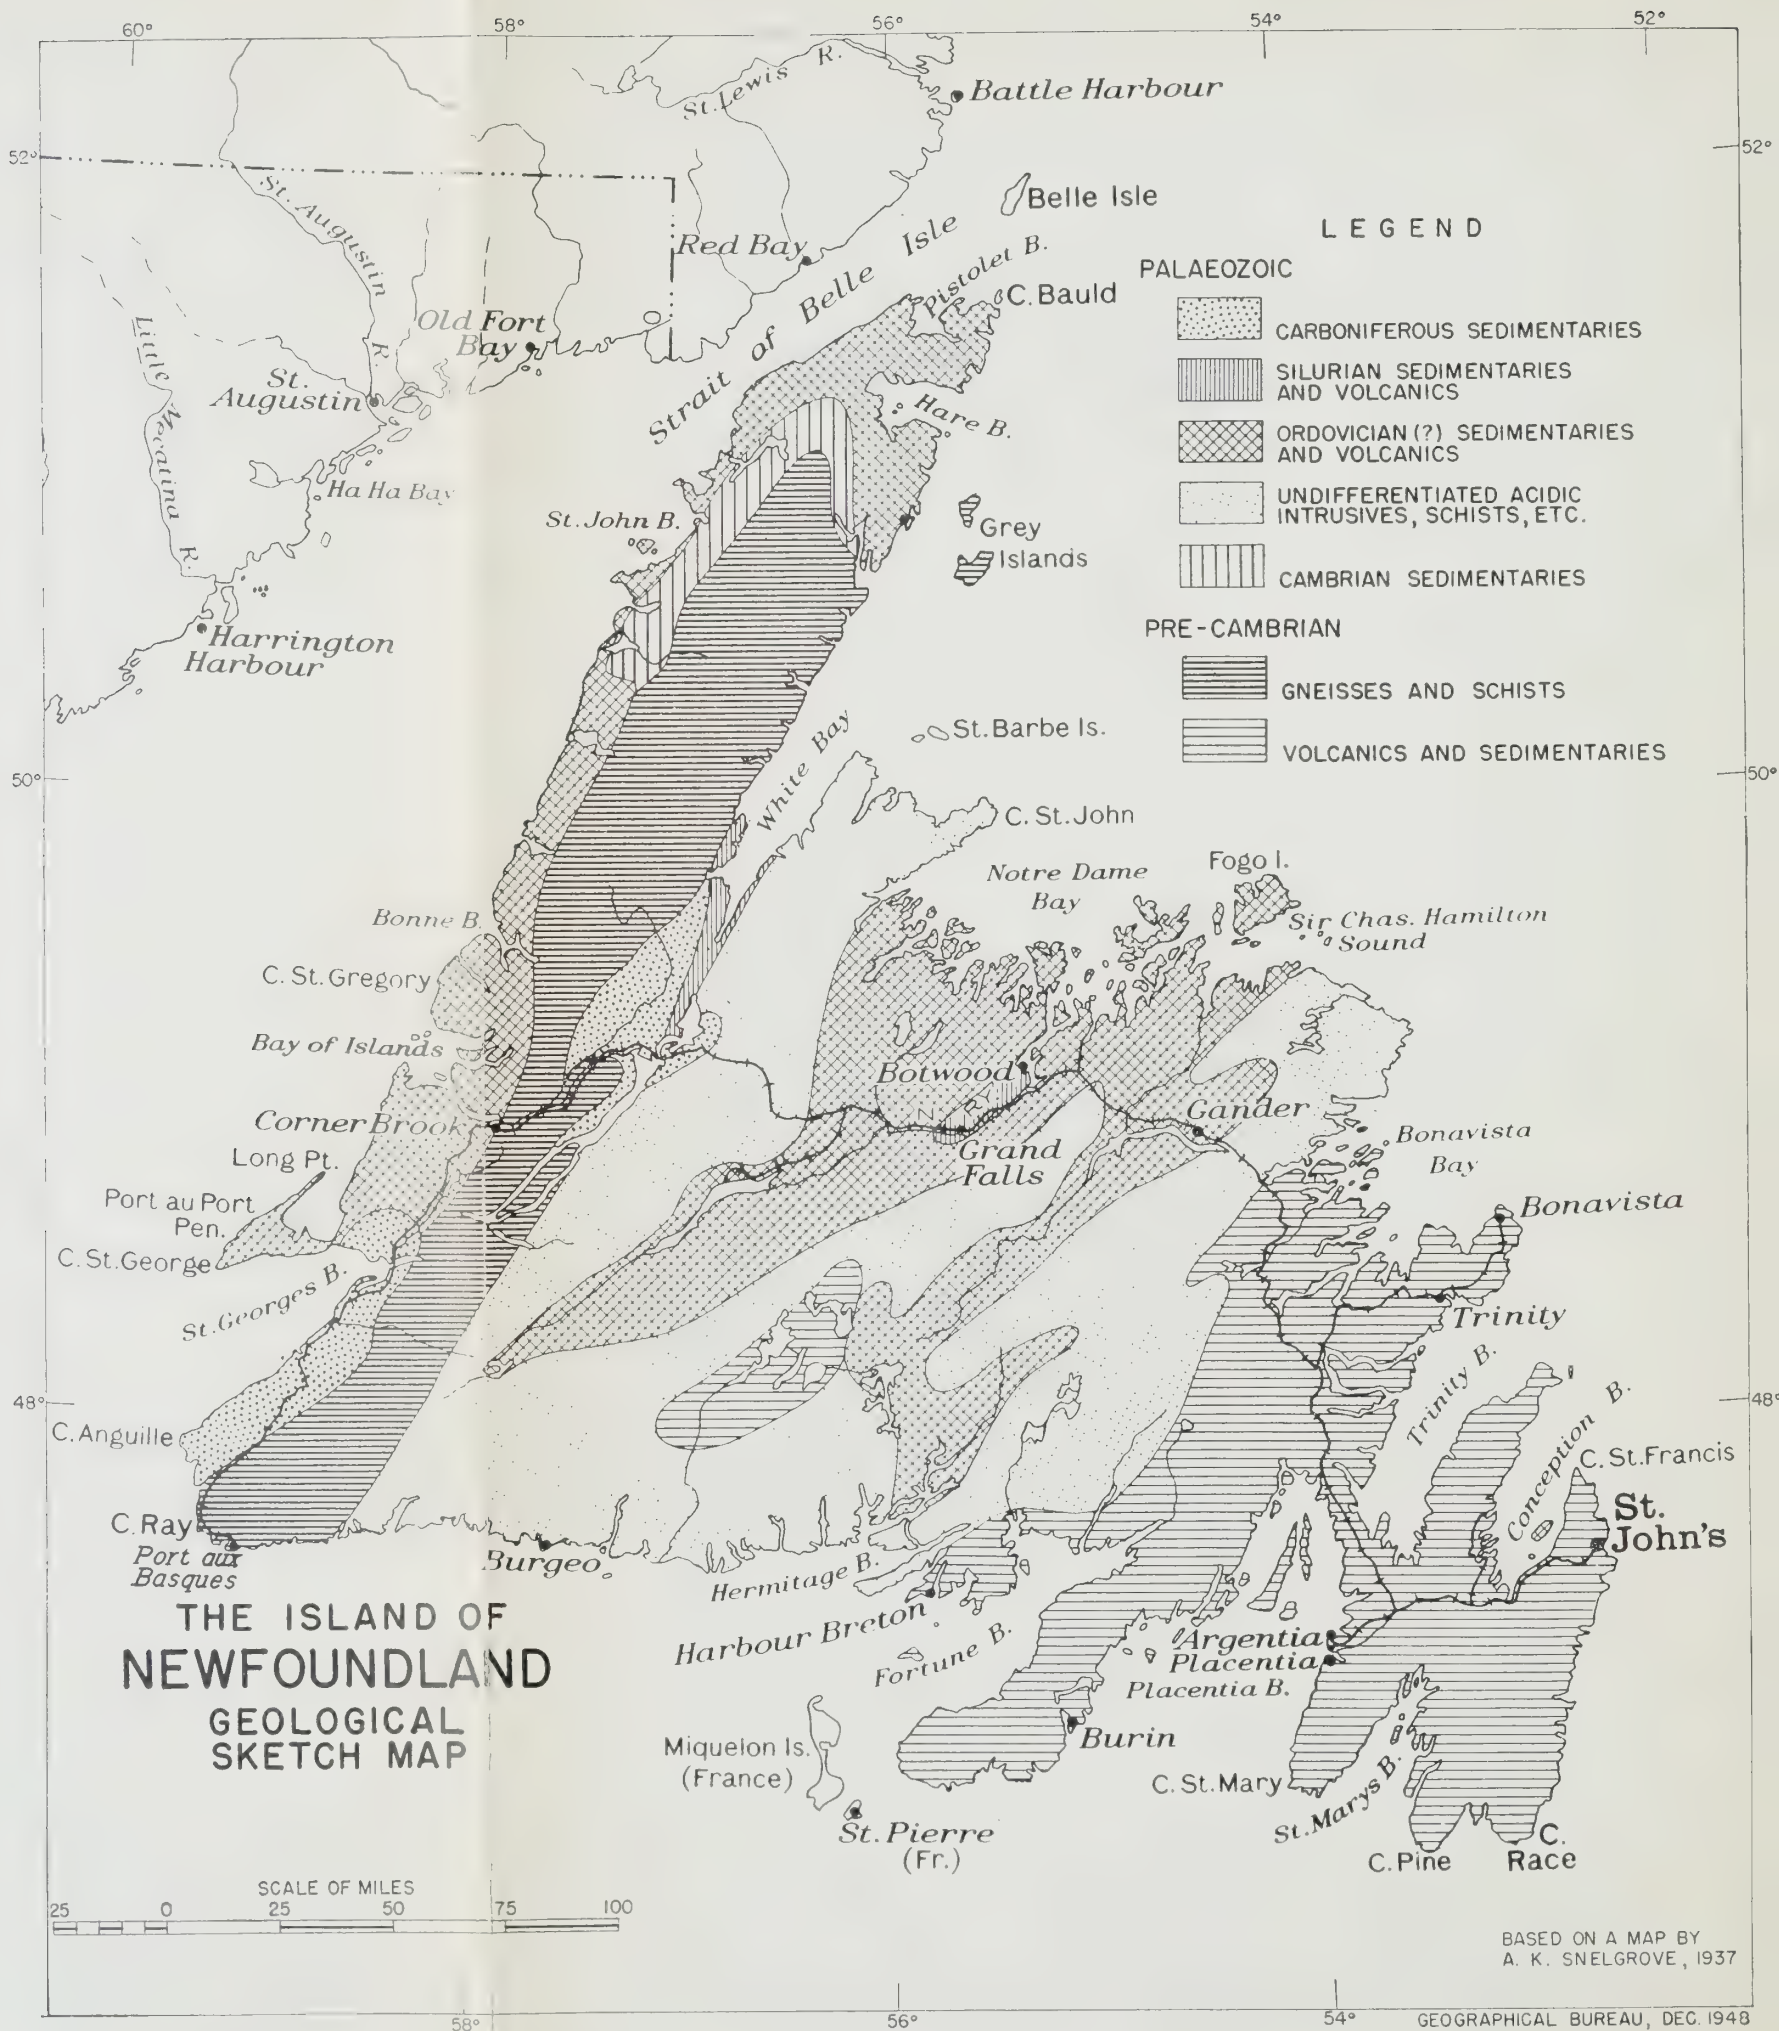 60°
58°
56°
54°
52°
St. Lewis R.
Battle Harbour
52°
52°
St. Augustin R.
Belle Isle
LEGEND
Red Bay
Strait of Belle Isle
Pistolet B.
C. Bauld
PALAEOZOIC
CARBONIFEROUS SEDIMENTARIES
SILURIAN SEDIMENTARIES
AND VOLCANICS
ORDOVICIAN (?) SEDIMENTARIES
AND VOLCANICS
UNDIFFERENTIATED ACIDIC
INTRUSIVES, SCHISTS, ETC.
CAMBRIAN SEDIMENTARIES
PRE-CAMBRIAN
GNEISSES AND SCHISTS
VOLCANICS AND SEDIMENTARIES
Old Fort
Bay
Little Mecatina R.
St.
Augustin
Hare B.
Ha Ha Bay
St. John B.
Grey
Islands
Harrington
Harbour
White Bay
St. Barbe Is.
50°
50°
C. St. John
Notre Dame
Bay
Fogo I.
Sir Chas. Hamilton
Sound
Bonne B.
C. St. Gregory
Bay of Islands
Botwood
Corner Brook
Gander
Grand
Falls
Bonavista
Bay
Long Pt.
Port au Port
Pen.
Bonavista
C. St. George
St. Georges B.
Trinity
Trinity B.
48°
48°
C. Anguille
Conception B.
C. St. Francis
St.
John's
C. Ray
Port aux
Basques
Burgeo
Hermitage B.
Harbour Breton
Fortune B.
Argentia
Placentia
Placentia B.
THE ISLAND OF
NEWFOUNDLAND
GEOLOGICAL
SKETCH MAP
Miquelon Is.
(France)
Burin
C. St. Mary
St. Marys B.
St. Pierre
(Fr.)
C. Pine
C.
Race
SCALE OF MILES
25 0 25 50 75 100
BASED ON A MAP BY
A. K. SNELGROVE, 1937
58°
56°
54°
GEOGRAPHICAL BUREAU, DEC. 1948